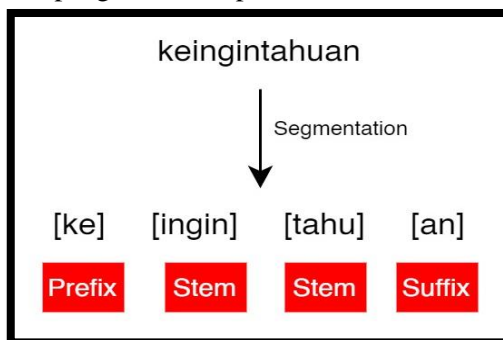 keingintahuan
Segmentation
[ke] [ingin] [tahu] [an]
Prefix Stem Stem Suffix